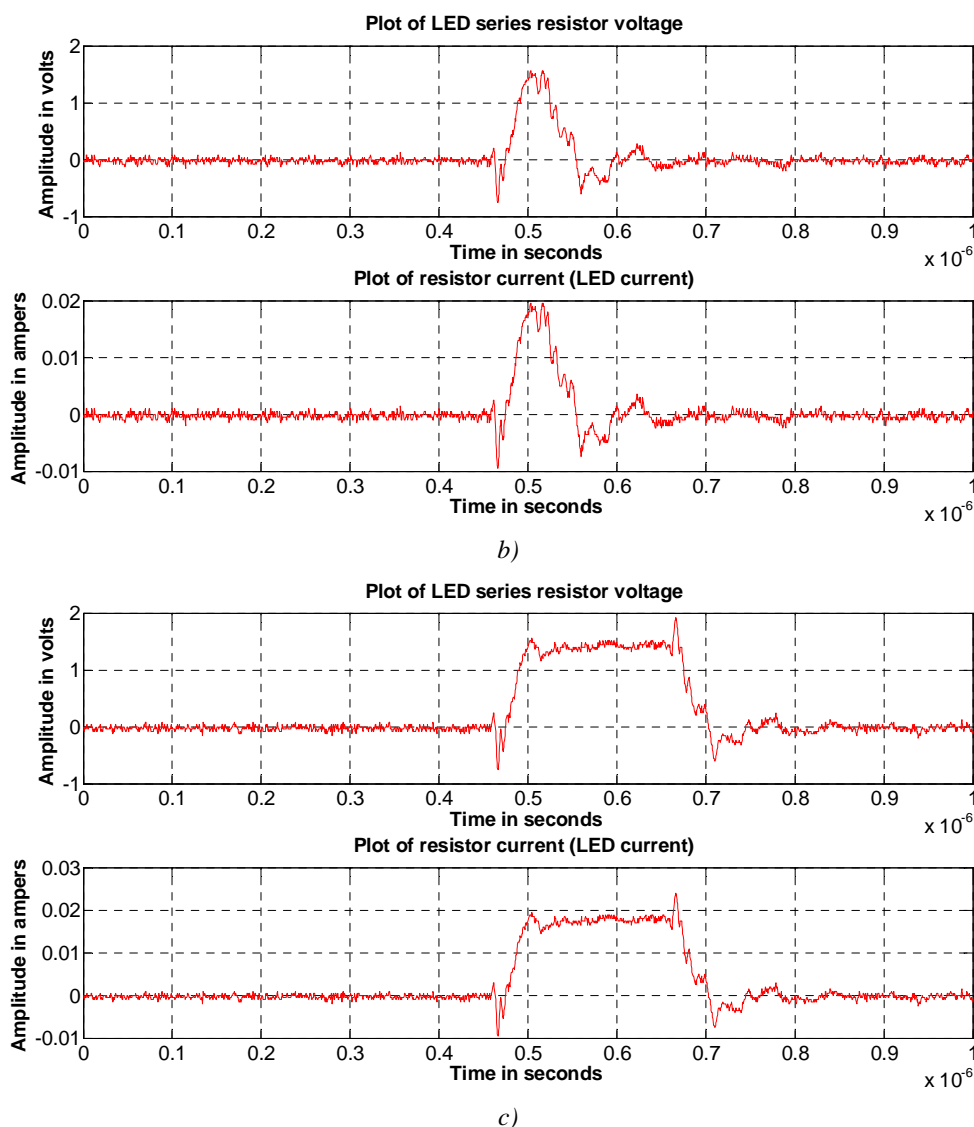 Plot of LED series resistor voltage
2
1
0
-1
Amplitude in volts
0 0.1 0.2 0.3 0.4 0.5 0.6 0.7 0.8 0.9 1
Time in seconds
x 10-6
Plot of resistor current (LED current)
0.02
0.01
0
-0.01
Amplitude in ampers
0 0.1 0.2 0.3 0.4 0.5 0.6 0.7 0.8 0.9 1
Time in seconds
x 10-6
b)
Plot of LED series resistor voltage
2
1
0
-1
Amplitude in volts
0 0.1 0.2 0.3 0.4 0.5 0.6 0.7 0.8 0.9 1
Time in seconds
x 10-6
Plot of resistor current (LED current)
0.03
0.02
0.01
0
-0.01
Amplitude in ampers
0 0.1 0.2 0.3 0.4 0.5 0.6 0.7 0.8 0.9 1
Time in seconds
x 10-6
c)